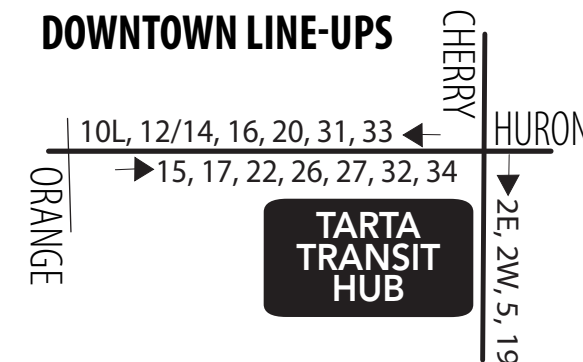 DOWNTOWN LINE-UPS
CHERRY
10L, 12/14, 16, 20, 31, 33
HURON
15, 17, 22, 26, 27, 32, 34
ORANGE
TARTA
TRANSIT
HUB
2E, 2W, 5, 19